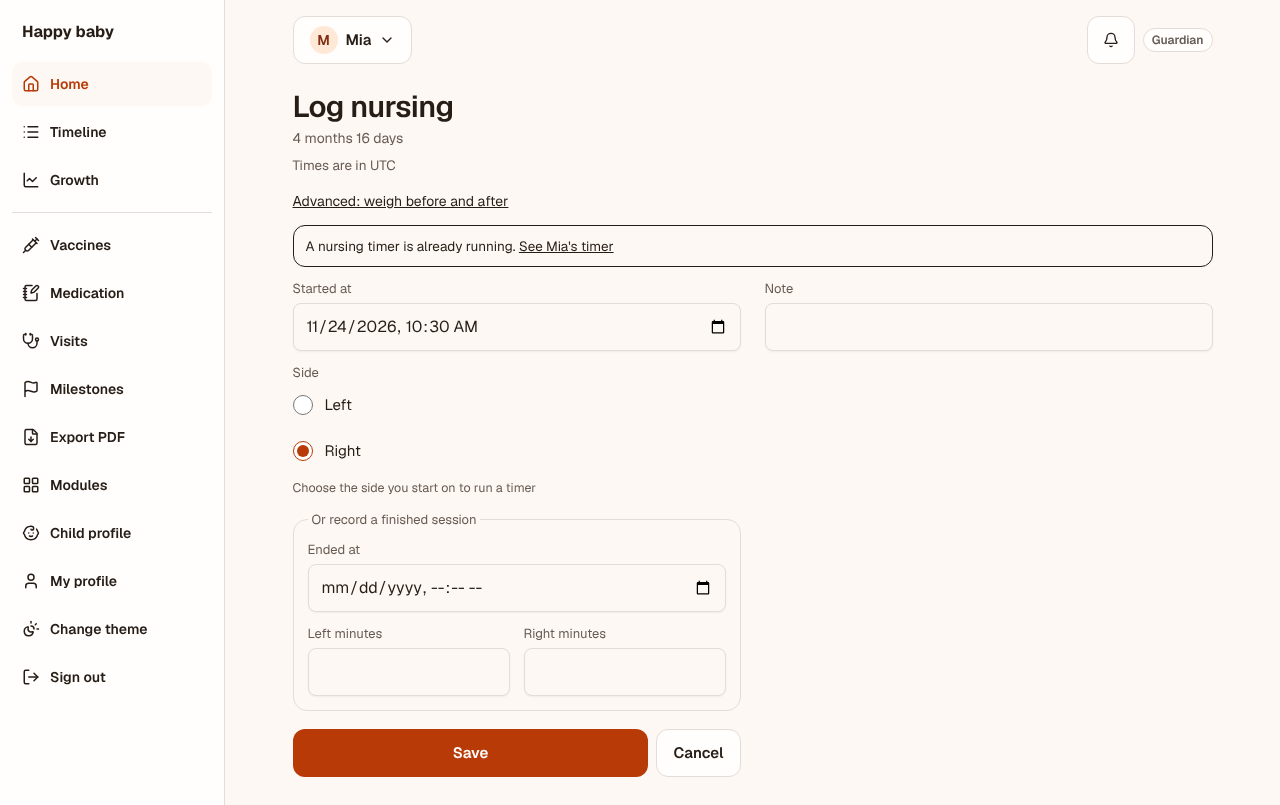 Happy baby
Home
Timeline
Growth
Vaccines
Medication
Visits
Milestones
Export PDF
Modules
Child profile
My profile
Change theme
Sign out
M Mia
Guardian
Log nursing
4 months 16 days
Times are in UTC
Advanced: weigh before and after
A nursing timer is already running. See Mia's timer
Started at
11/24/2026, 10:30 AM
Note
Side
Left
Right
Choose the side you start on to run a timer
Or record a finished session
Ended at
mm/dd/yyyy, --:-- --
Left minutes
Right minutes
Save
Cancel